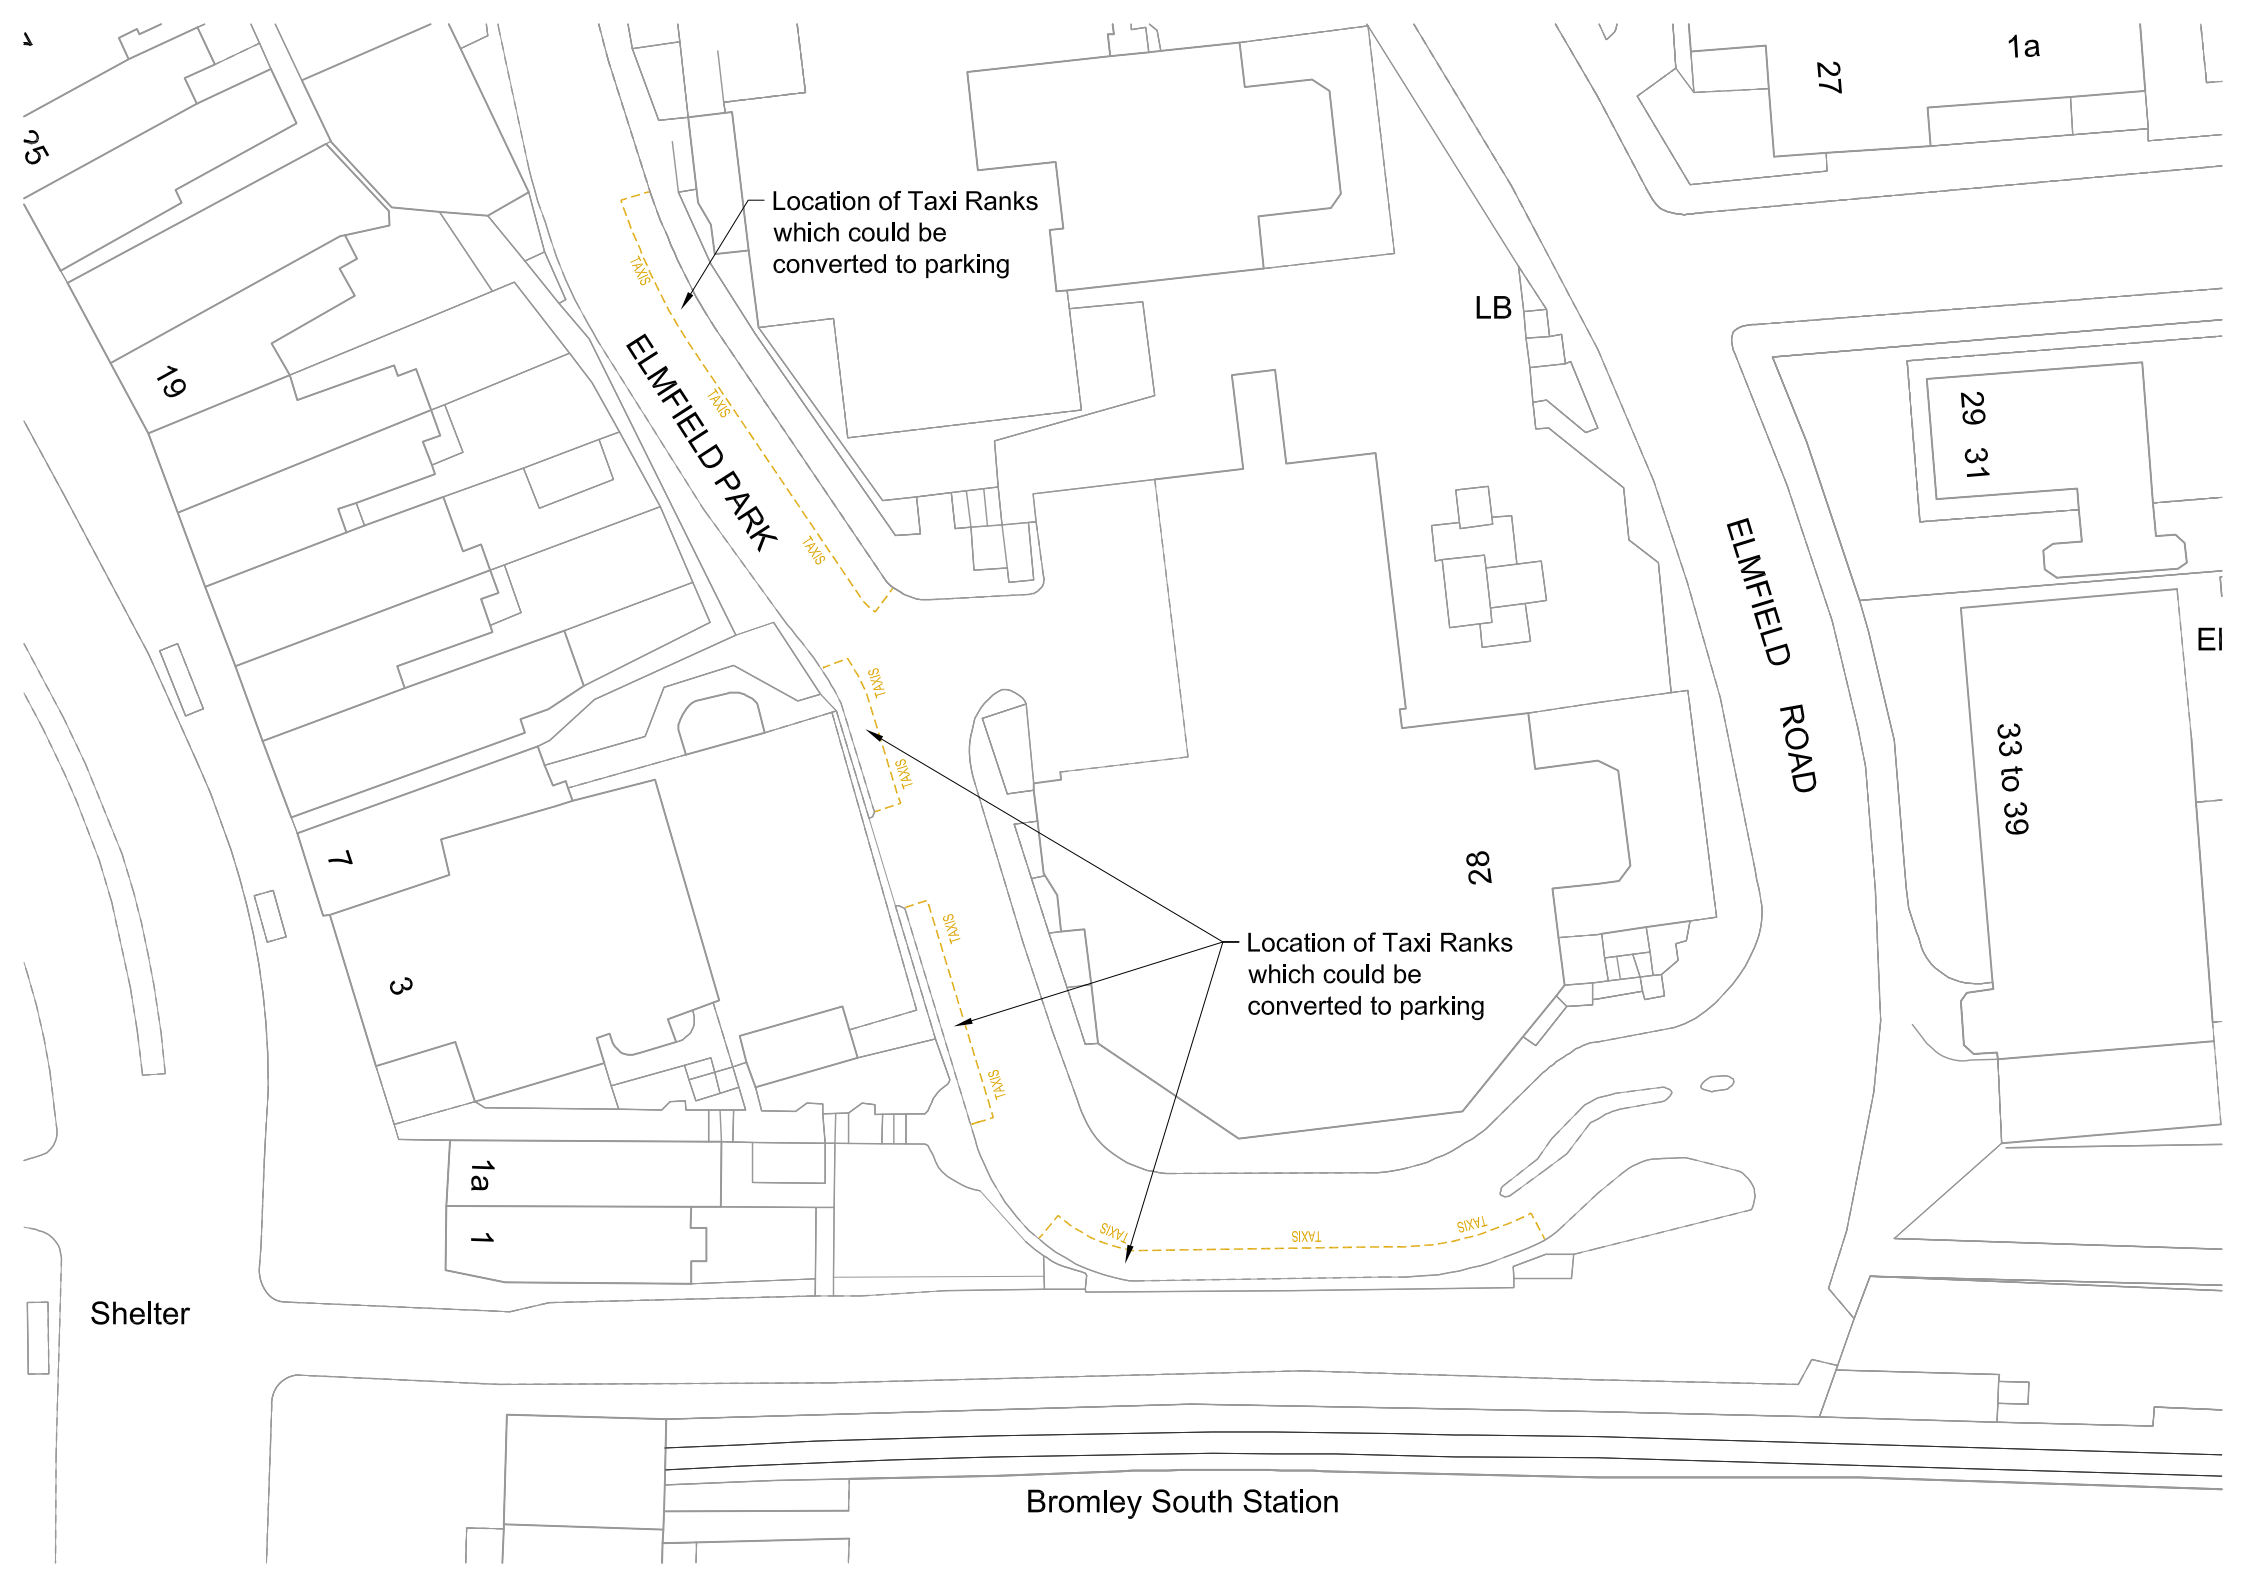 1a
27
25
Location of Taxi Ranks
which could be
converted to parking
TAXIS
LB
19
ELMFIELD PARK
TAXIS
29 31
TAXIS
ELMFIELD ROAD
TAXIS
33 to 39
TAXIS
7
28
TAXIS
Location of Taxi Ranks
which could be
converted to parking
3
TAXIS
1a
TAXIS
TAXIS
TAXIS
1
Shelter
Bromley South Station